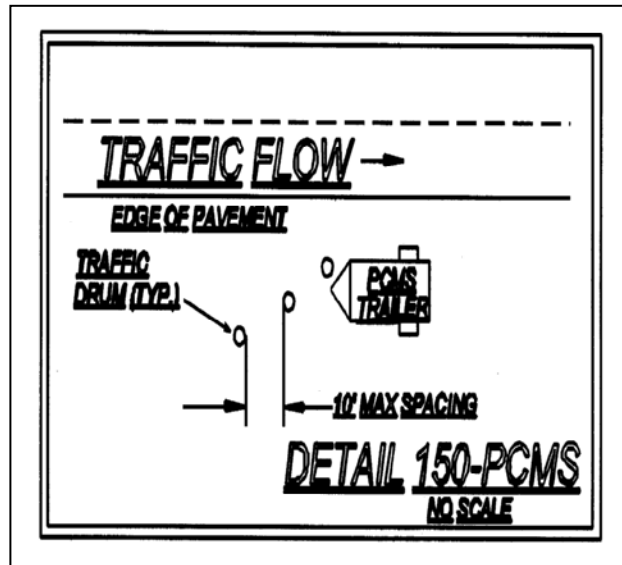 TRAFFIC FLOW
EDGE OF PAVEMENT
TRAFFIC
DRUM (TYP.)
PCMS
TRAILER
10' MAX SPACING
DETAIL 150-PCMS
NO SCALE